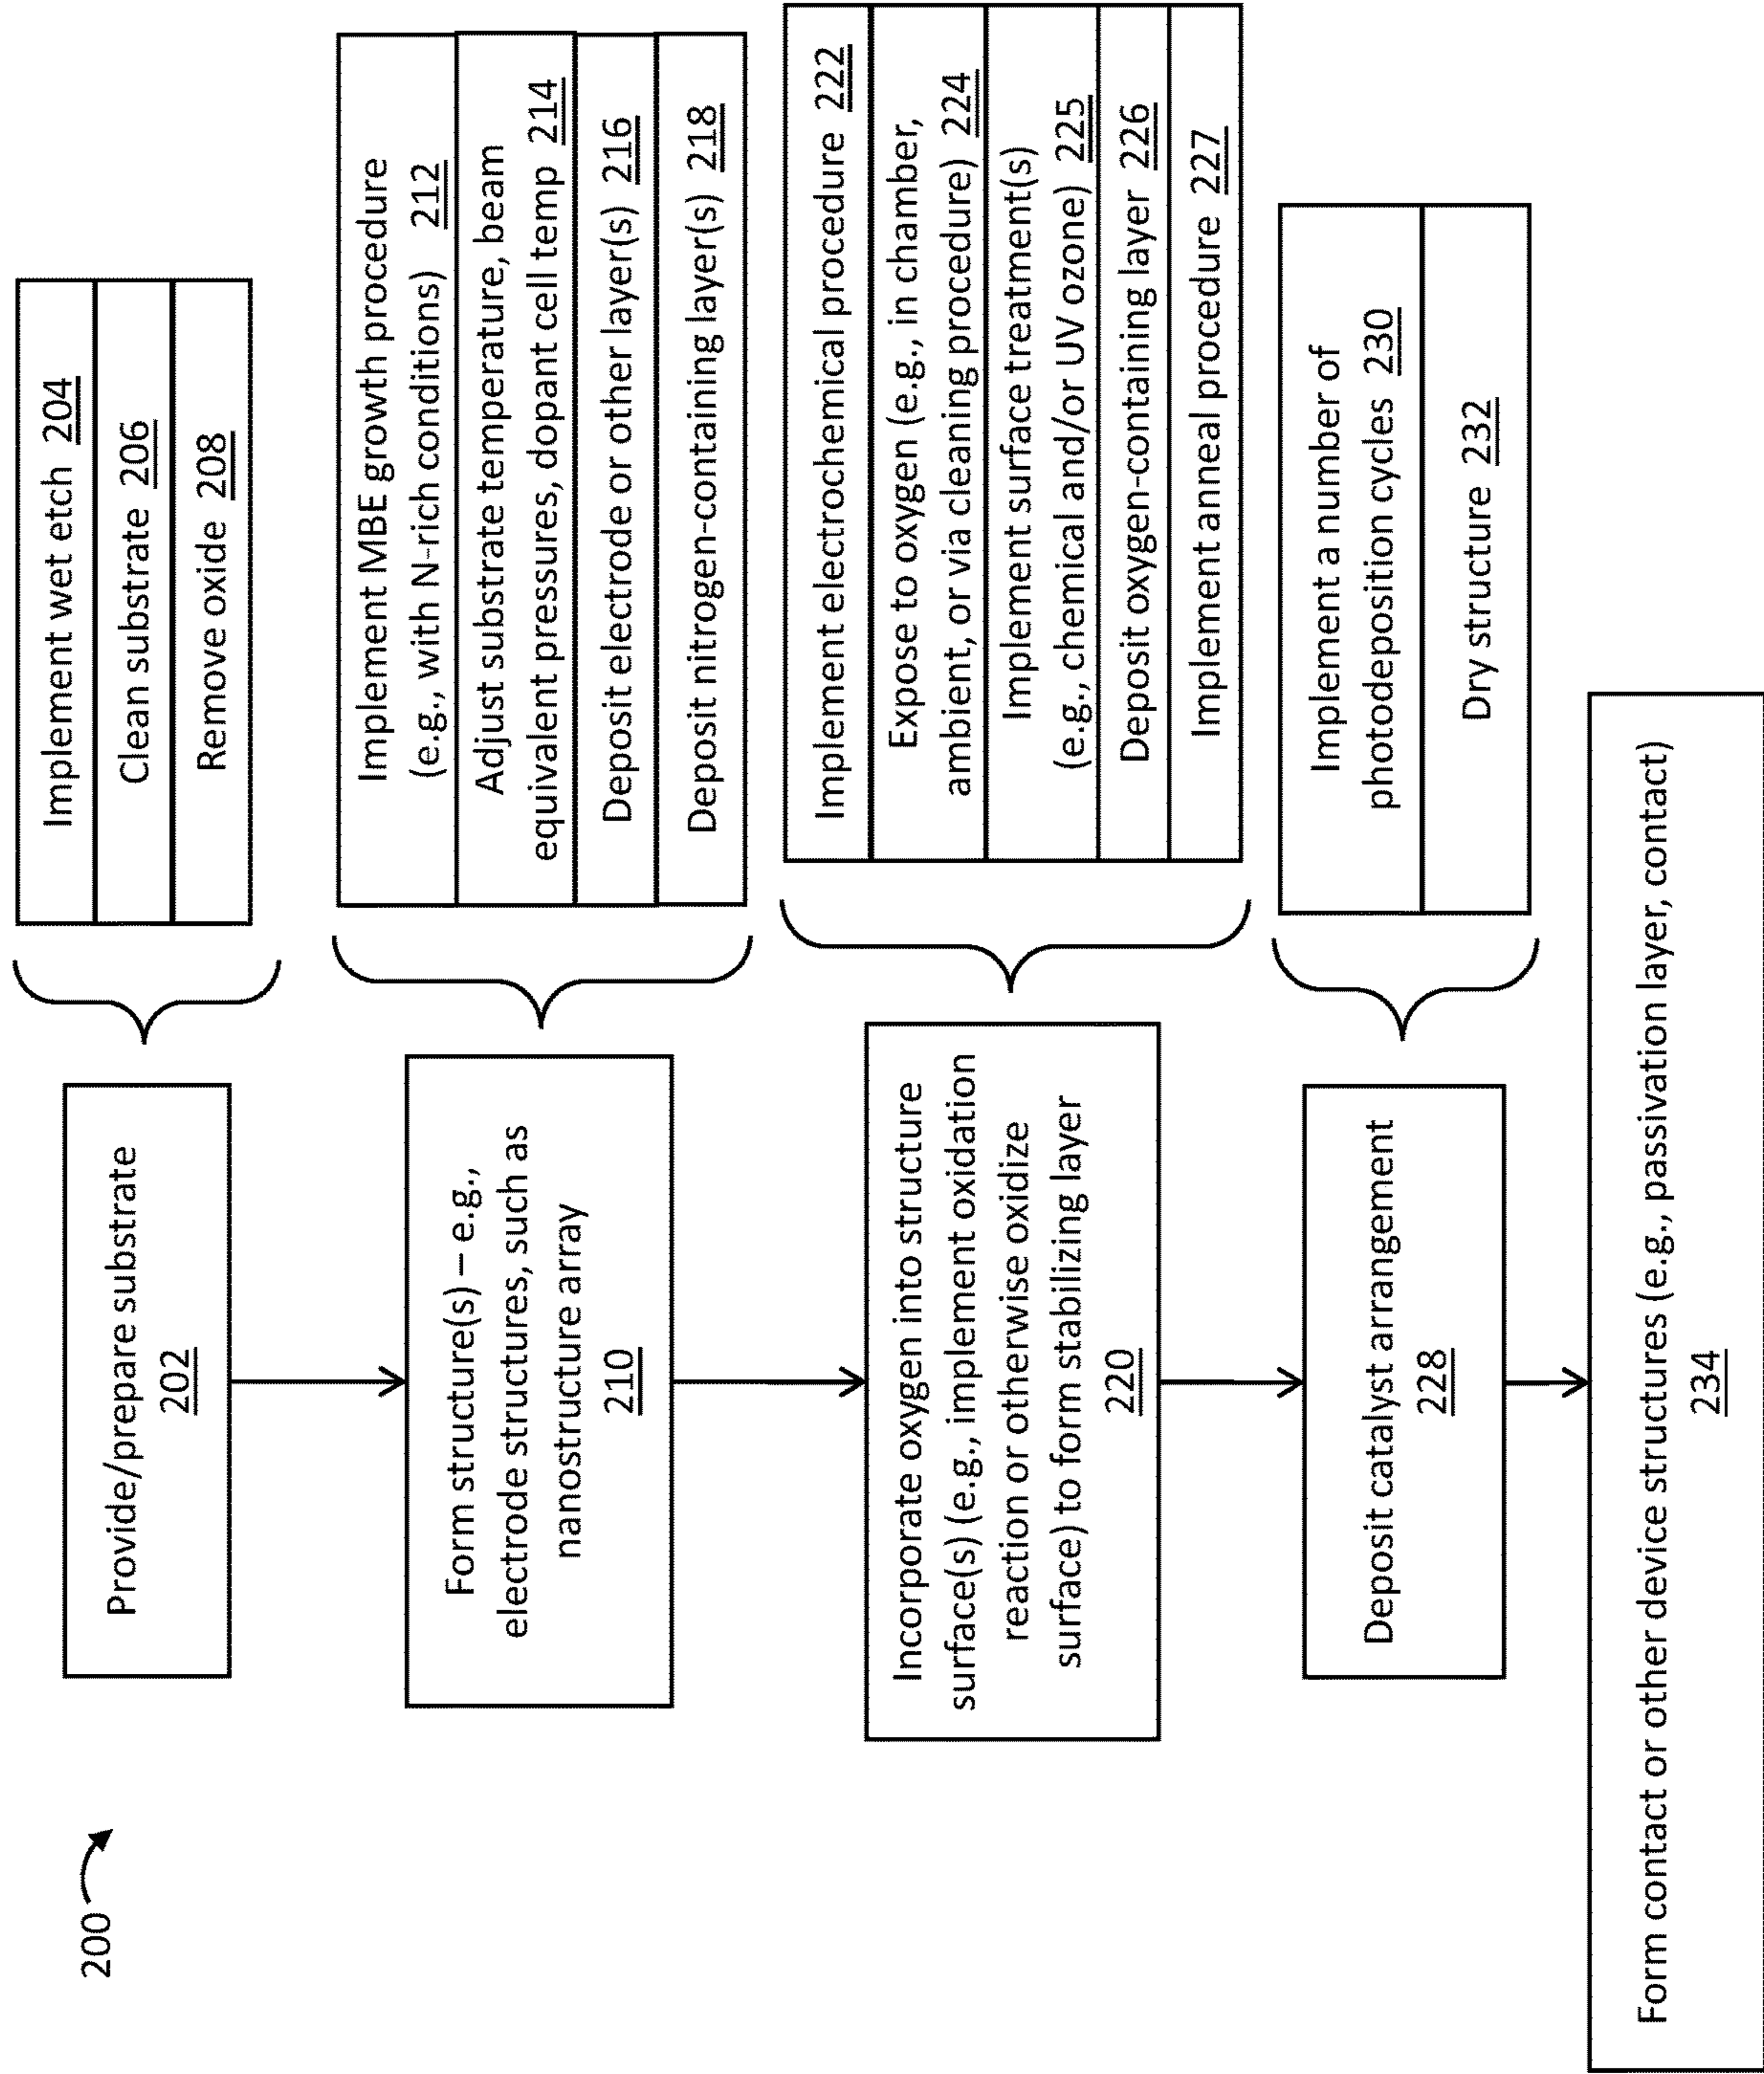 200
Provide/prepare substrate
202
Implement wet etch 204
Clean substrate 206
Remove oxide 208
Form structure(s) – e.g.,
electrode structures, such as
nanostructure array
210
Implement MBE growth procedure
(e.g., with N-rich conditions) 212
Adjust substrate temperature, beam
equivalent pressures, dopant cell temp 214
Deposit electrode or other layer(s) 216
Deposit nitrogen-containing layer(s) 218
Incorporate oxygen into structure
surface(s) (e.g., implement oxidation
reaction or otherwise oxidize
surface) to form stabilizing layer
220
Implement electrochemical procedure 222
Expose to oxygen (e.g., in chamber,
ambient, or via cleaning procedure) 224
Implement surface treatment(s)
(e.g., chemical and/or UV ozone) 225
Deposit oxygen-containing layer 226
Implement anneal procedure 227
Deposit catalyst arrangement
228
Implement a number of
photodeposition cycles 230
Dry structure 232
Form contact or other device structures (e.g., passivation layer, contact)
234